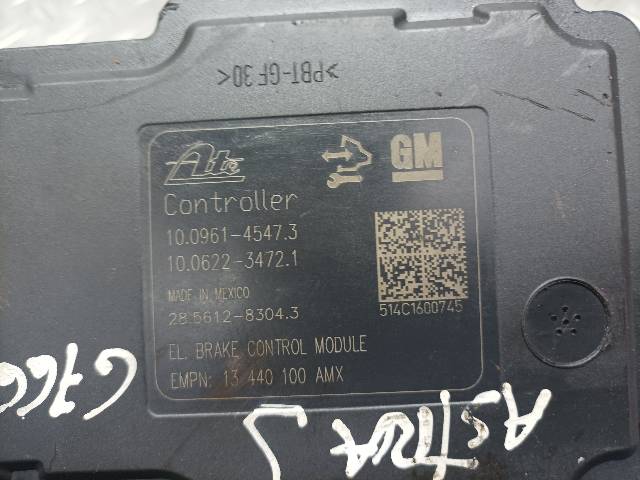 >PBT-GF30<
Ate
GM
Controller
10.0961-4547.3
10.0622-3472.1
MADE IN MEXICO
28.5612-8304.3
514C1600745
EL. BRAKE CONTROL MODULE
EMPN: 13 440 100 AMX
ASTRA J